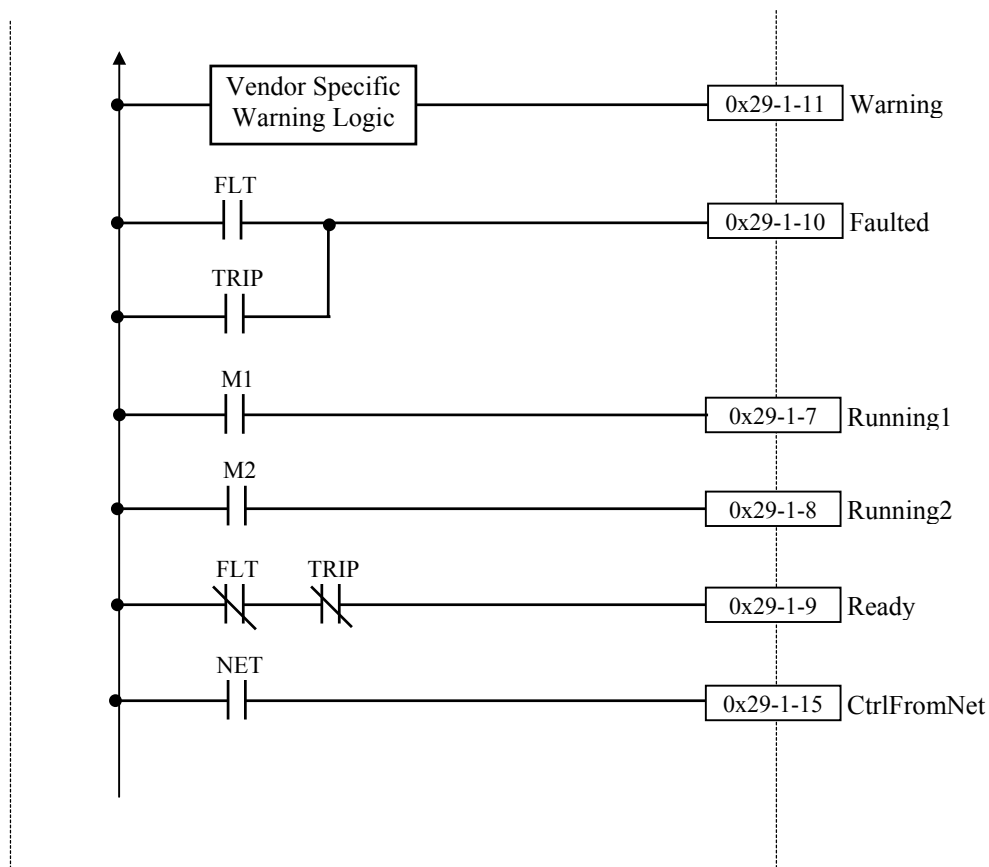 Vendor Specific
Warning Logic
0x29-1-11 Warning
FLT
0x29-1-10 Faulted
TRIP
M1
0x29-1-7 Running1
M2
0x29-1-8 Running2
FLT TRIP
0x29-1-9 Ready
NET
0x29-1-15 CtrlFromNet